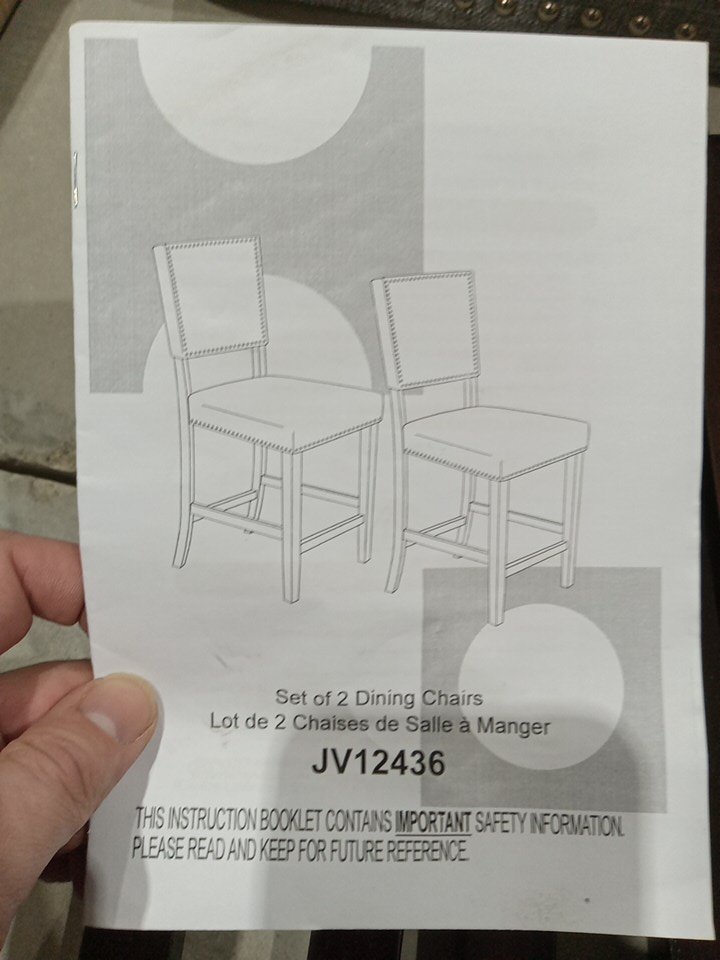 Set of 2 Dining Chairs
Lot de 2 Chaises de Salle à Manger
JV12436
THIS INSTRUCTION BOOKLET CONTAINS IMPORTANT SAFETY INFORMATION.
PLEASE READ AND KEEP FOR FUTURE REFERENCE.